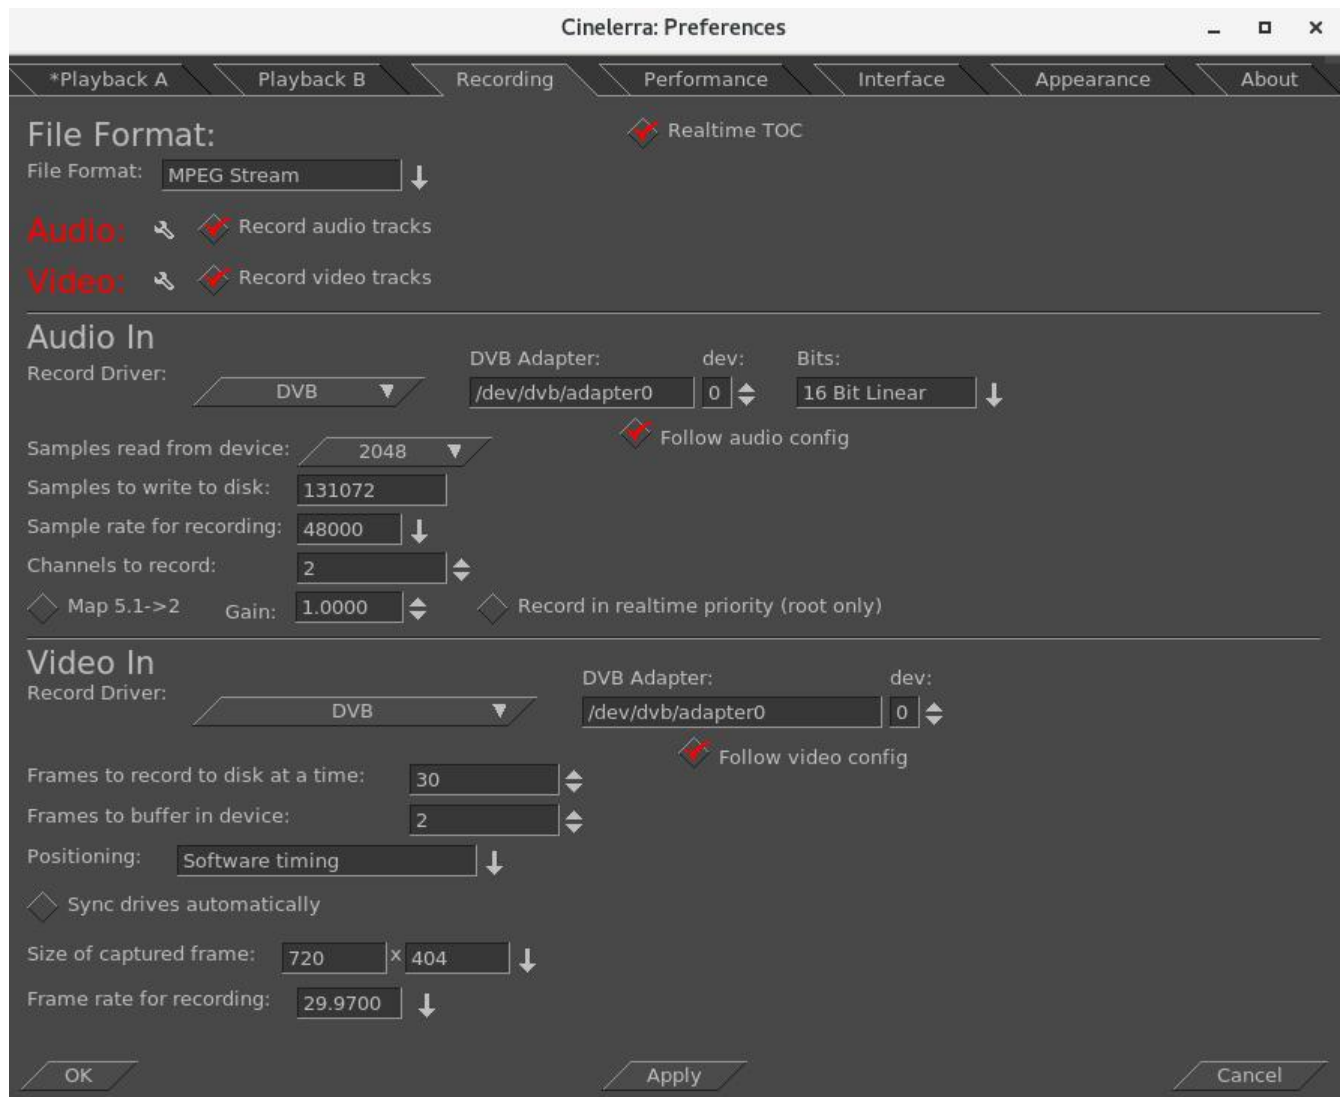 Cinelerra: Preferences
*Playback A Playback B Recording Performance Interface Appearance About
File Format: Realtime TOC
File Format: MPEG Stream
Audio: Record audio tracks
Video: Record video tracks
Audio In
DVB Adapter: dev: Bits:
Record Driver: DVB /dev/dvb/adapter0 0 16 Bit Linear
Follow audio config
Samples read from device: 2048
Samples to write to disk: 131072
Sample rate for recording: 48000
Channels to record: 2
Map 5.1->2 Gain: 1.0000 Record in realtime priority (root only)
Video In
DVB Adapter: dev:
Record Driver: DVB /dev/dvb/adapter0 0
Follow video config
Frames to record to disk at a time: 30
Frames to buffer in device: 2
Positioning: Software timing
Sync drives automatically
Size of captured frame: 720 x 404
Frame rate for recording: 29.9700
OK Apply Cancel